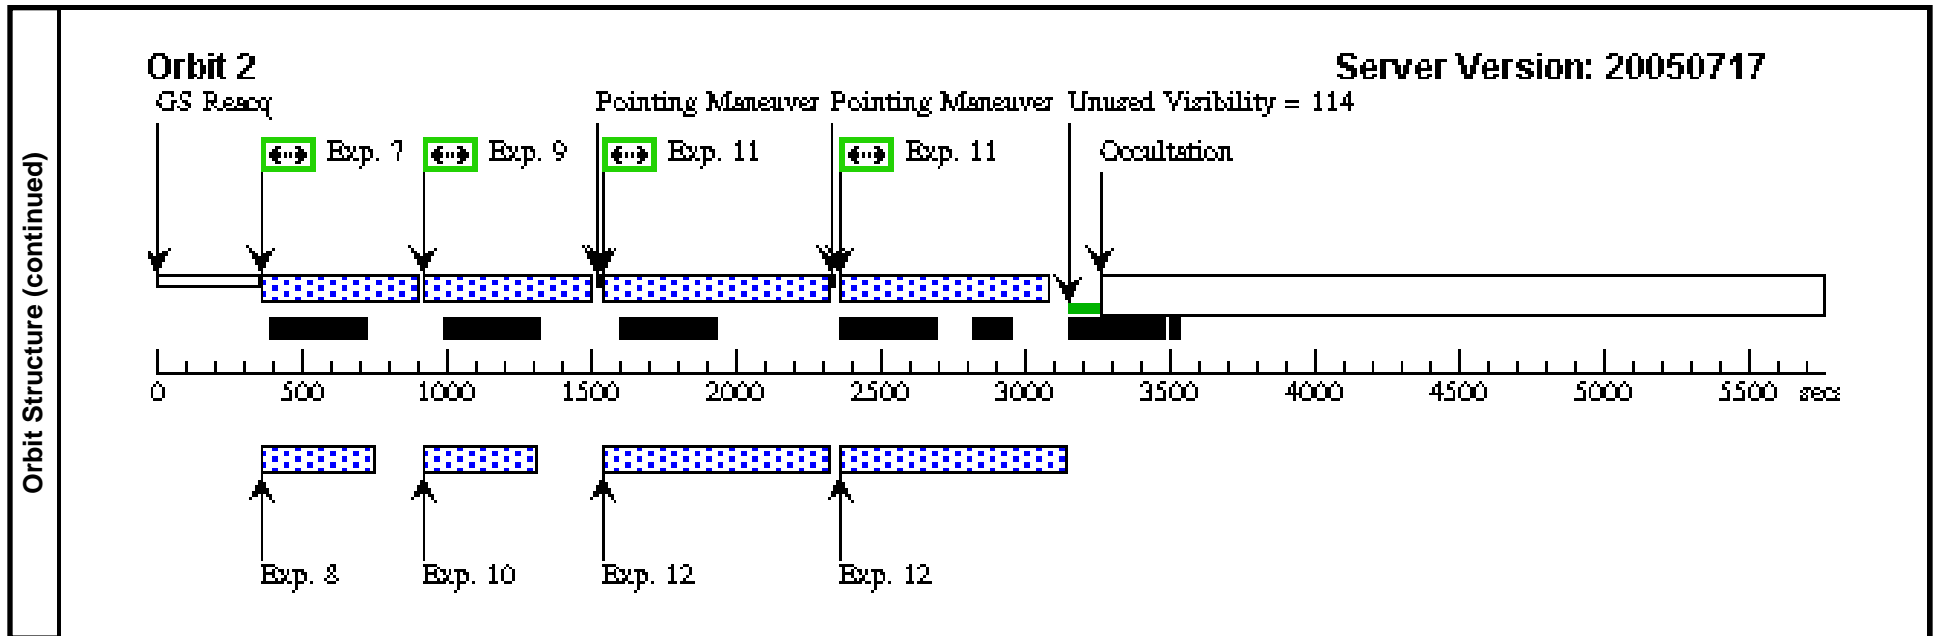 Orbit Structure (continued)
Orbit 2
Server Version: 20050717
GS Reacq
Pointing Maneuver
Pointing Maneuver
Unused Visibility = 114
Exp. 7
Exp. 9
Exp. 11
Exp. 11
Occultation
0 500 1000 1500 2000 2500 3000 3500 4000 4500 5000 5500 secs
Exp. 8
Exp. 10
Exp. 12
Exp. 12